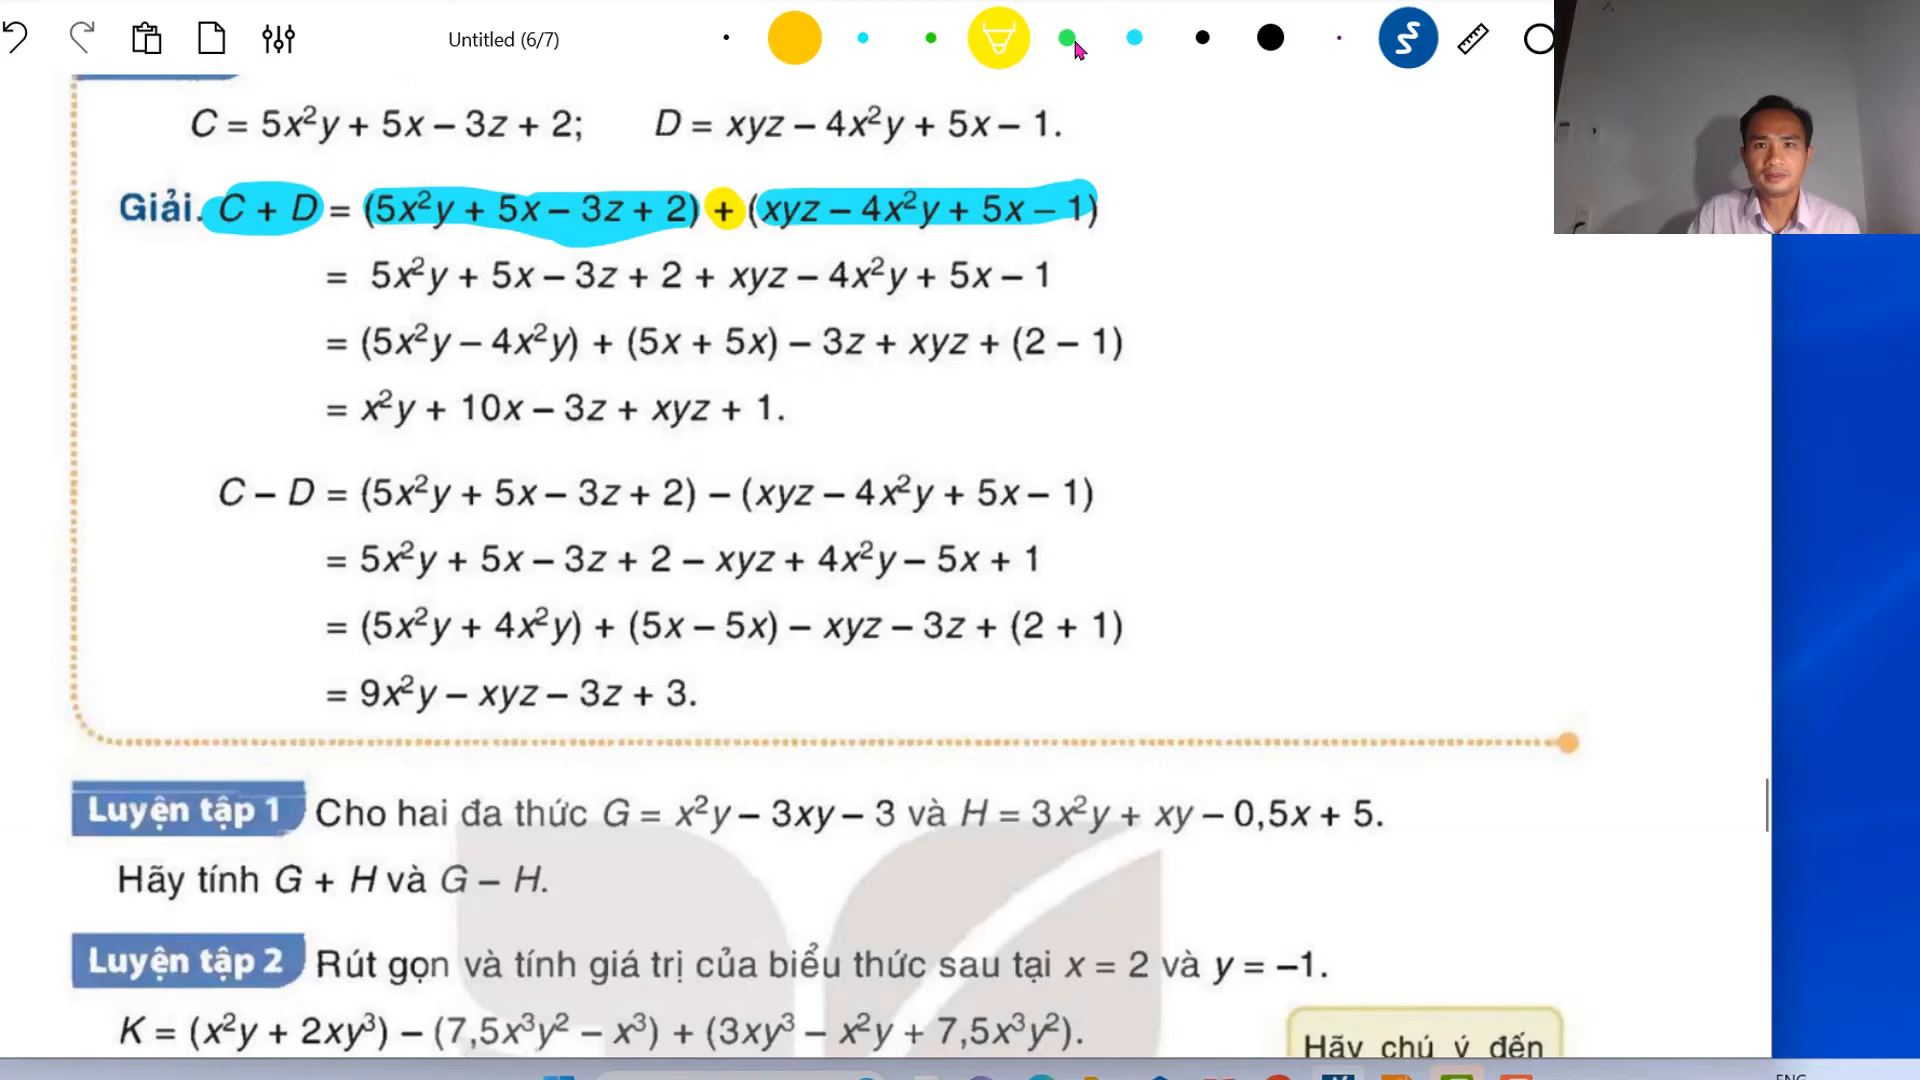 Untitled (6/7)
C = 5x²y + 5x – 3z + 2; D = xyz – 4x²y + 5x – 1.
Giải. C + D = (5x²y + 5x – 3z + 2) + (xyz – 4x²y + 5x – 1)
= 5x²y + 5x – 3z + 2 + xyz – 4x²y + 5x – 1
= (5x²y – 4x²y) + (5x + 5x) – 3z + xyz + (2 – 1)
= x²y + 10x – 3z + xyz + 1.
C – D = (5x²y + 5x – 3z + 2) – (xyz – 4x²y + 5x – 1)
= 5x²y + 5x – 3z + 2 – xyz + 4x²y – 5x + 1
= (5x²y + 4x²y) + (5x – 5x) – xyz – 3z + (2 + 1)
= 9x²y – xyz – 3z + 3.
Luyện tập 1 Cho hai đa thức G = x²y – 3xy – 3 và H = 3x²y + xy – 0,5x + 5.
Hãy tính G + H và G – H.
Luyện tập 2 Rút gọn và tính giá trị của biểu thức sau tại x = 2 và y = –1.
K = (x²y + 2xy³) – (7,5x³y² – x³) + (3xy³ – x²y + 7,5x³y²).
Hãy chú ý đến
ENG